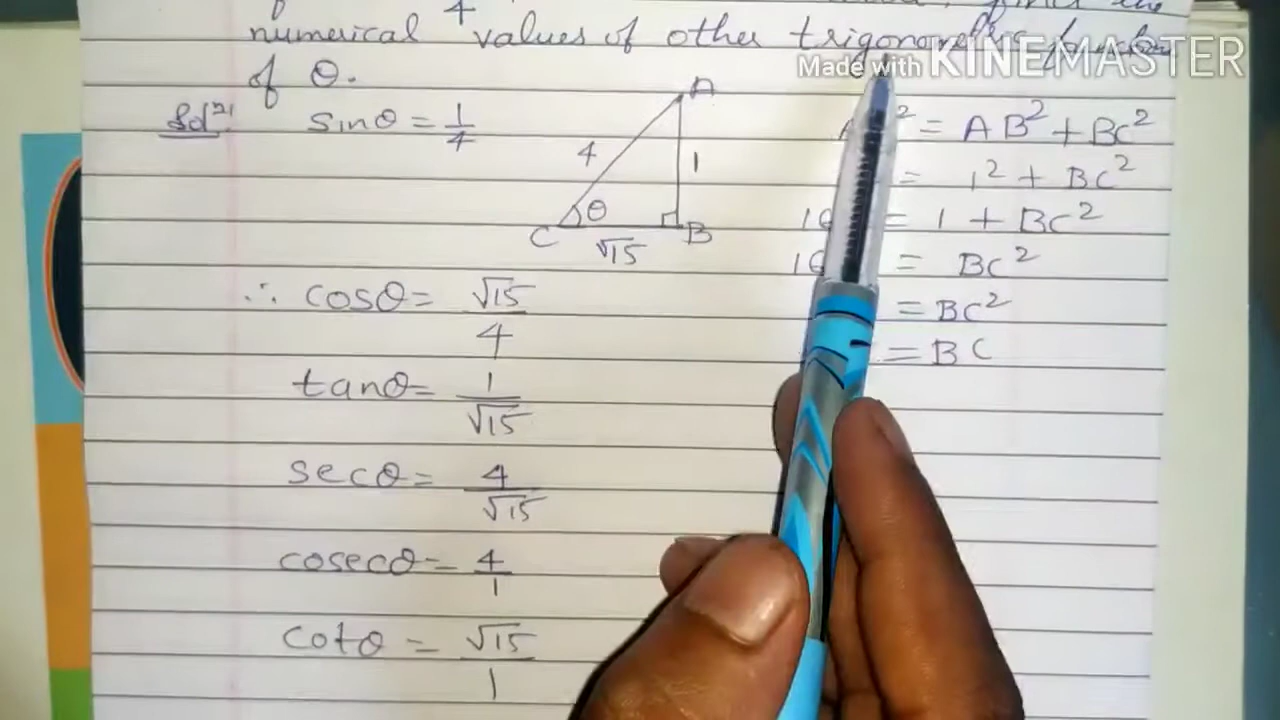 numerical values of other
of θ.
Solⁿ: sinθ = 1/4
A
4
1
θ
C
B
√15
² = AB² + BC²
= 1² + BC²
= 1 + BC²
= BC²
= BC²
= BC
∴ cosθ = √15/4
tanθ = 1/√15
secθ = 4/√15
cosecθ = 4/1
cotθ = √15/1
Made with KINEMASTER